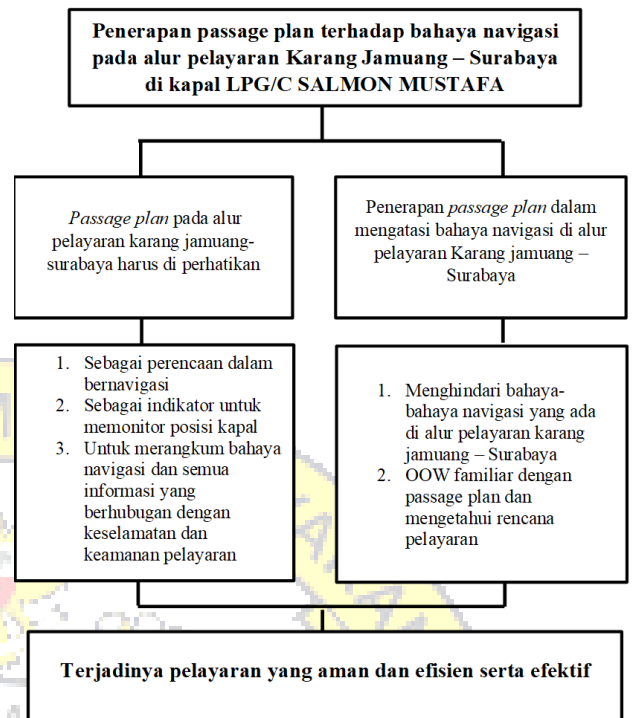 Penerapan passage plan terhadap bahaya navigasi
pada alur pelayaran Karang Jamuang – Surabaya
di kapal LPG/C SALMON MUSTAFA
Passage plan pada alur
pelayaran karang jamuang-
surabaya harus di perhatikan
Penerapan passage plan dalam
mengatasi bahaya navigasi di alur
pelayaran Karang jamuang –
Surabaya
1. Sebagai perencaan dalam
bernavigasi
2. Sebagai indikator untuk
memonitor posisi kapal
3. Untuk merangkum bahaya
navigasi dan semua
informasi yang
berhubugan dengan
keselamatan dan
keamanan pelayaran
1. Menghindari bahaya-
bahaya navigasi yang ada
di alur pelayaran karang
jamuang – Surabaya
2. OOW familiar dengan
passage plan dan
mengetahui rencana
pelayaran
Terjadinya pelayaran yang aman dan efisien serta efektif